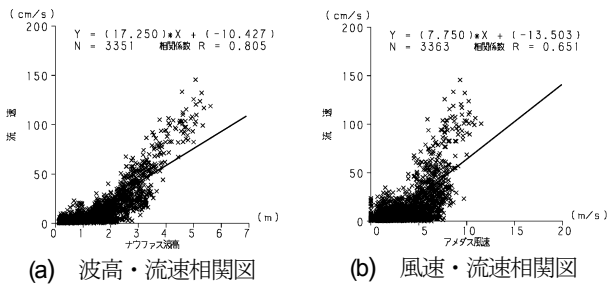 (cm/s)
Y = (17.250)*X + (-10.427)
N = 3351 相関係数 R = 0.805
200
150
100
50
0
流速
0 1 2 3 4 5 6 7
(m)
ナウファス波高
(a) 波高・流速相関図
(cm/s)
Y = (7.750)*X + (-13.503)
N = 3363 相関係数 R = 0.651
200
150
100
50
0
流速
0 5 10 15 20
(m/s)
アメダス風速
(b) 風速・流速相関図